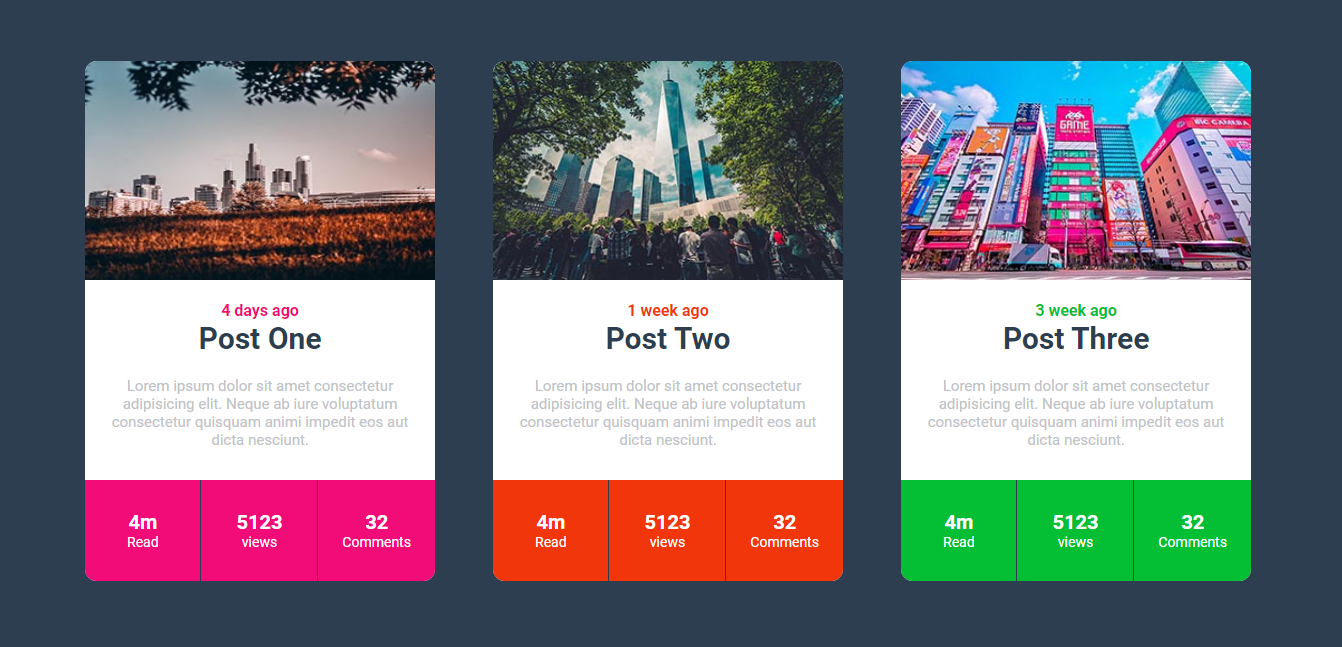 GAME
BIC CAMERA
4 days ago
Post One
Lorem ipsum dolor sit amet consectetur
adipisicing elit. Neque ab iure voluptatum
consectetur quisquam animi impedit eos aut
dicta nesciunt.
4m
Read
5123
views
32
Comments
1 week ago
Post Two
Lorem ipsum dolor sit amet consectetur
adipisicing elit. Neque ab iure voluptatum
consectetur quisquam animi impedit eos aut
dicta nesciunt.
4m
Read
5123
views
32
Comments
3 week ago
Post Three
Lorem ipsum dolor sit amet consectetur
adipisicing elit. Neque ab iure voluptatum
consectetur quisquam animi impedit eos aut
dicta nesciunt.
4m
Read
5123
views
32
Comments